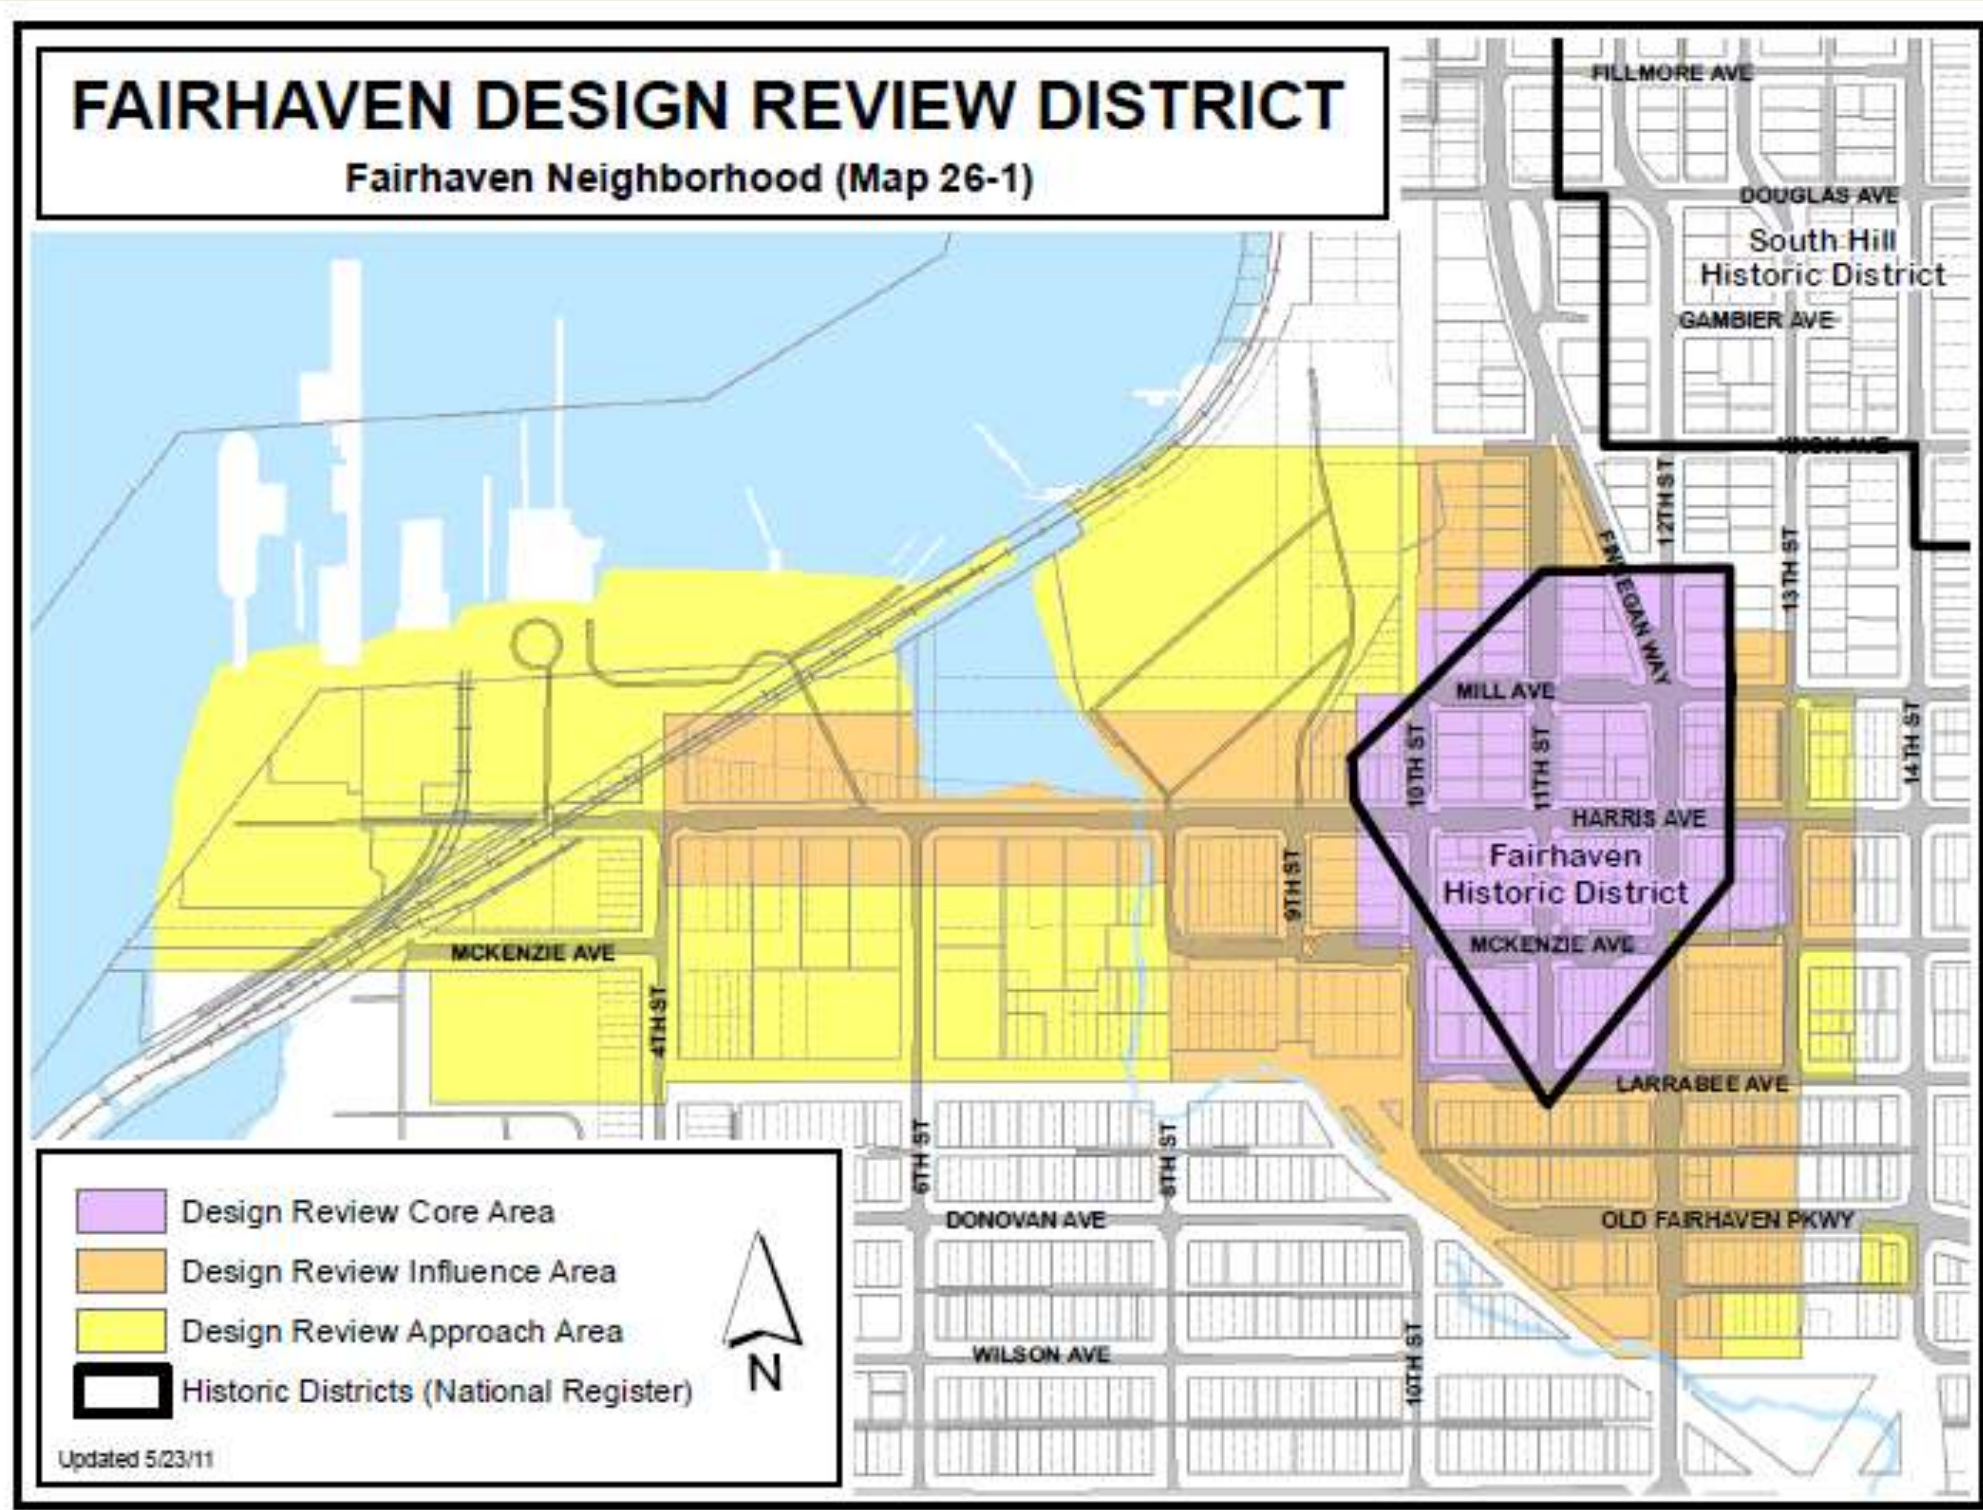 FAIRHAVEN DESIGN REVIEW DISTRICT
Fairhaven Neighborhood (Map 26-1)
FILLMORE AVE
DOUGLAS AVE
South Hill
Historic District
GAMBIER AVE
KNOX AVE
12TH ST
13TH ST
FINNEGAN WAY
MILL AVE
10TH ST
11TH ST
14TH ST
HARRIS AVE
Fairhaven
Historic District
9TH ST
MCKENZIE AVE
MCKENZIE AVE
4TH ST
LARRABEE AVE
6TH ST
8TH ST
DONOVAN AVE
OLD FAIRHAVEN PKWY
WILSON AVE
10TH ST
Design Review Core Area
Design Review Influence Area
Design Review Approach Area
Historic Districts (National Register)
N
Updated 5/23/11